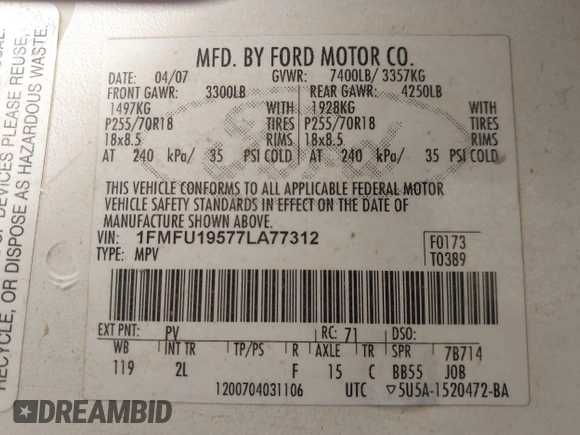 OF DEVICES PLEASE REUSE,
RECYCLE, OR DISPOSE AS HAZARDOUS WASTE.
MFD. BY FORD MOTOR CO.
DATE: 04/07 GVWR: 7400LB/ 3357KG
FRONT GAWR: 3300LB REAR GAWR: 4250LB
1497KG WITH 1928KG WITH
P255/70R18 TIRES P255/70R18 TIRES
18x8.5 RIMS 18x8.5 RIMS
AT 240 kPa/ 35 PSI COLD AT 240 kPa/ 35 PSI COLD
Ford
THIS VEHICLE CONFORMS TO ALL APPLICABLE FEDERAL MOTOR
VEHICLE SAFETY STANDARDS IN EFFECT ON THE DATE OF
MANUFACTURE SHOWN ABOVE.
VIN: 1FMFU19577LA77312 F0173
TYPE: MPV T0389
EXT PNT: PV RC: 71 DSO:
WB INT TR TP/PS R AXLE TR SPR 7B714
119 2L F 15 C BB55 JOB
1200704031106 UTC ▽5U5A-1520472-BA
DREAMBID